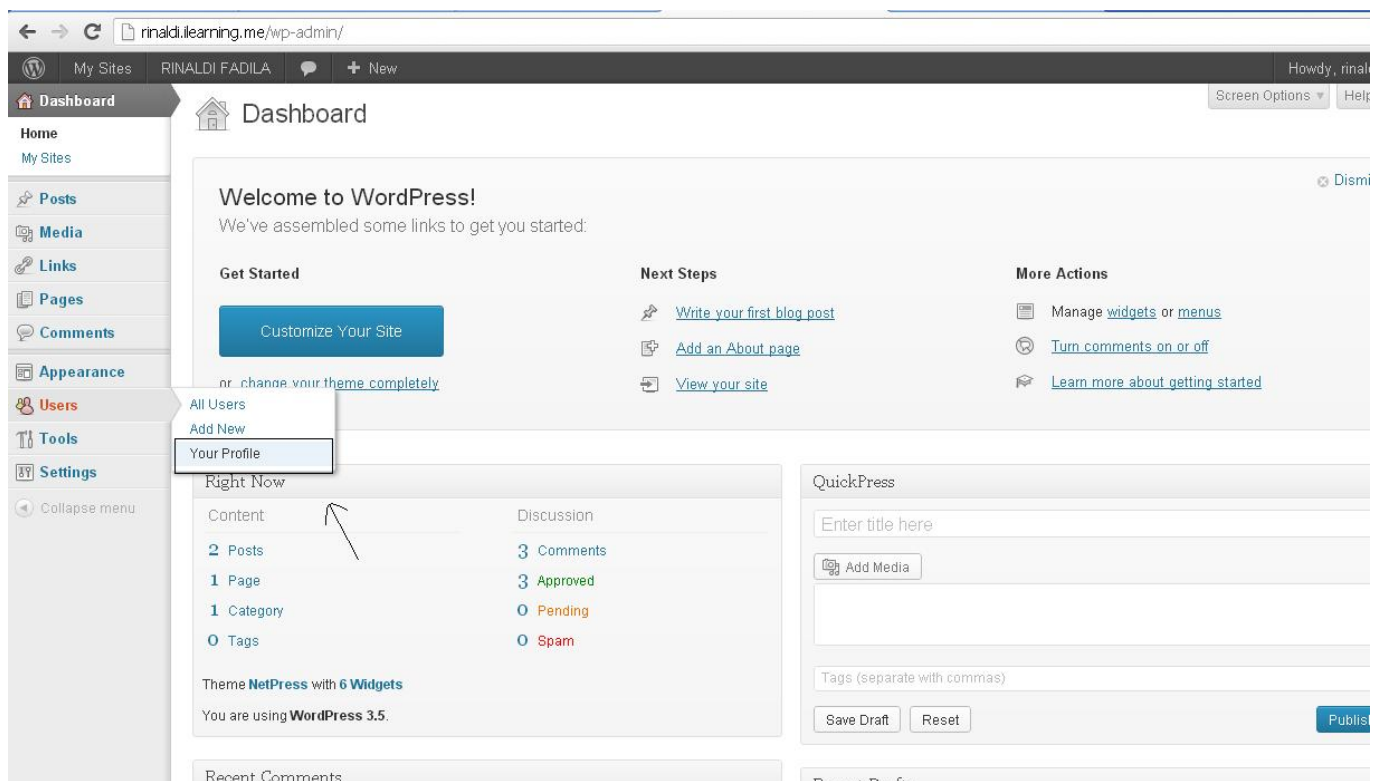 rinaldi.ilearning.me/wp-admin/
My Sites RINALDI FADILA + New Howdy,
Dashboard
Home
My Sites
Posts
Media
Links
Pages
Comments
Appearance
Users
Tools
Settings
Collapse menu
All Users
Add New
Your Profile
Screen Options Help
Dashboard
Welcome to WordPress!
We've assembled some links to get you started:
Get Started
Customize Your Site
or change your theme completely
Next Steps
Write your first blog post
Add an About page
View your site
More Actions
Manage widgets or menus
Turn comments on or off
Learn more about getting started
Right Now
Content Discussion
2 Posts 3 Comments
1 Page 3 Approved
1 Category 0 Pending
0 Tags 0 Spam
Theme NetPress with 6 Widgets
You are using WordPress 3.5.
QuickPress
Enter title here
Add Media
Tags (separate with commas)
Save Draft Reset Publish
Recent Comments